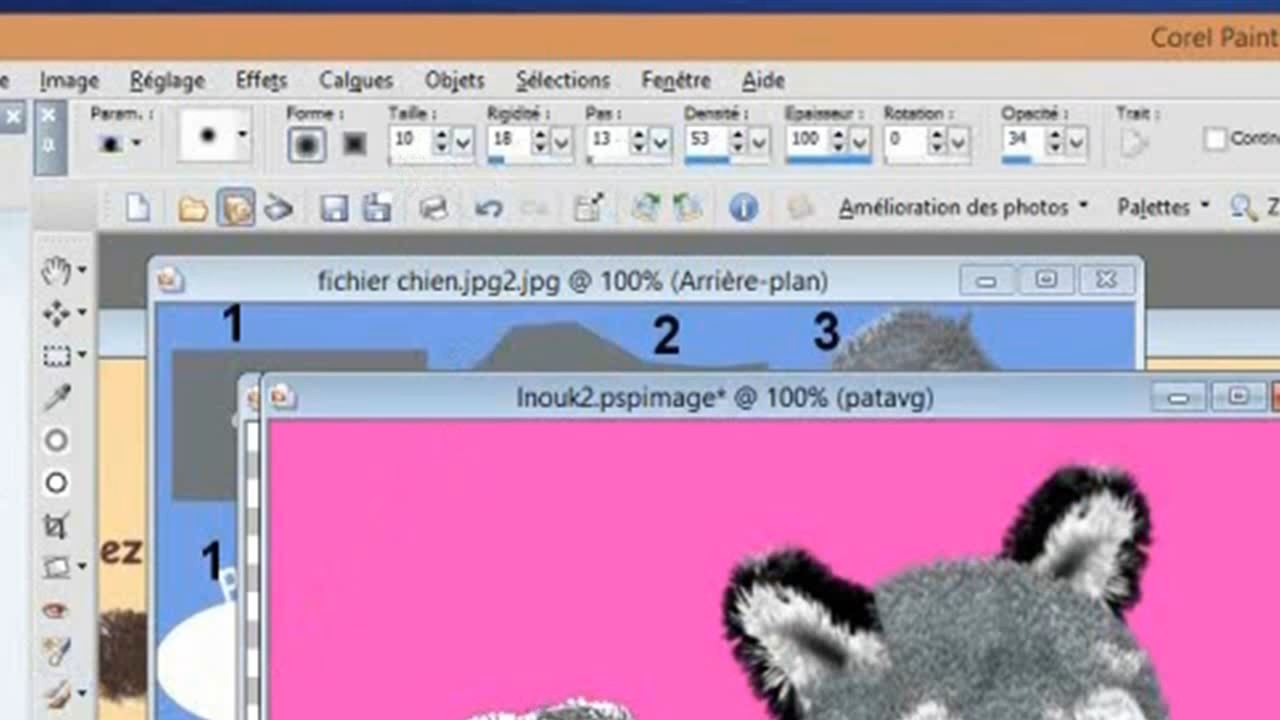 Corel Paint
e Image Réglage Effets Calques Objets Sélections Fenêtre Aide
Param. : Forme : Taille : Rigidité : Pas : Densité : Epaisseur : Rotation : Opacité : Trait :
10 18 13 53 100 0 34 Contin
Amélioration des photos Palettes Z
fichier chien.jpg2.jpg @ 100% (Arrière-plan)
1 2 3
Inouk2.pspimage* @ 100% (patavg)
ez 1